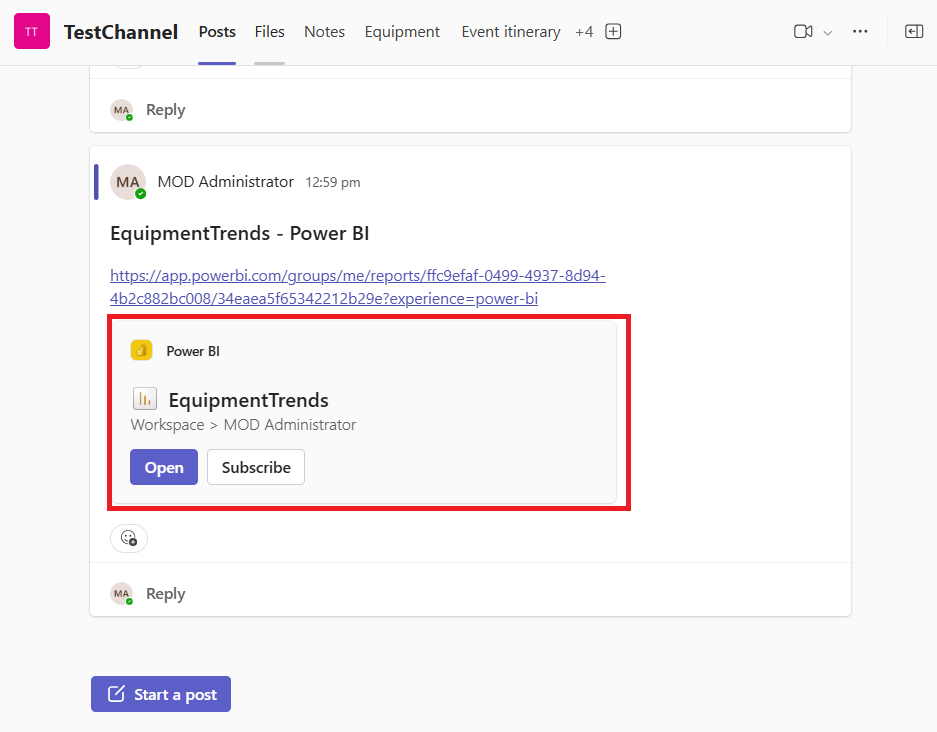 TT TestChannel Posts Files Notes Equipment Event itinerary +4
MA Reply
MA MOD Administrator 12:59 pm
EquipmentTrends - Power BI
https://app.powerbi.com/groups/me/reports/ffc9efaf-0499-4937-8d94-
4b2c882bc008/34eaea5f65342212b29e?experience=power-bi
Power BI
EquipmentTrends
Workspace > MOD Administrator
Open Subscribe
MA Reply
Start a post